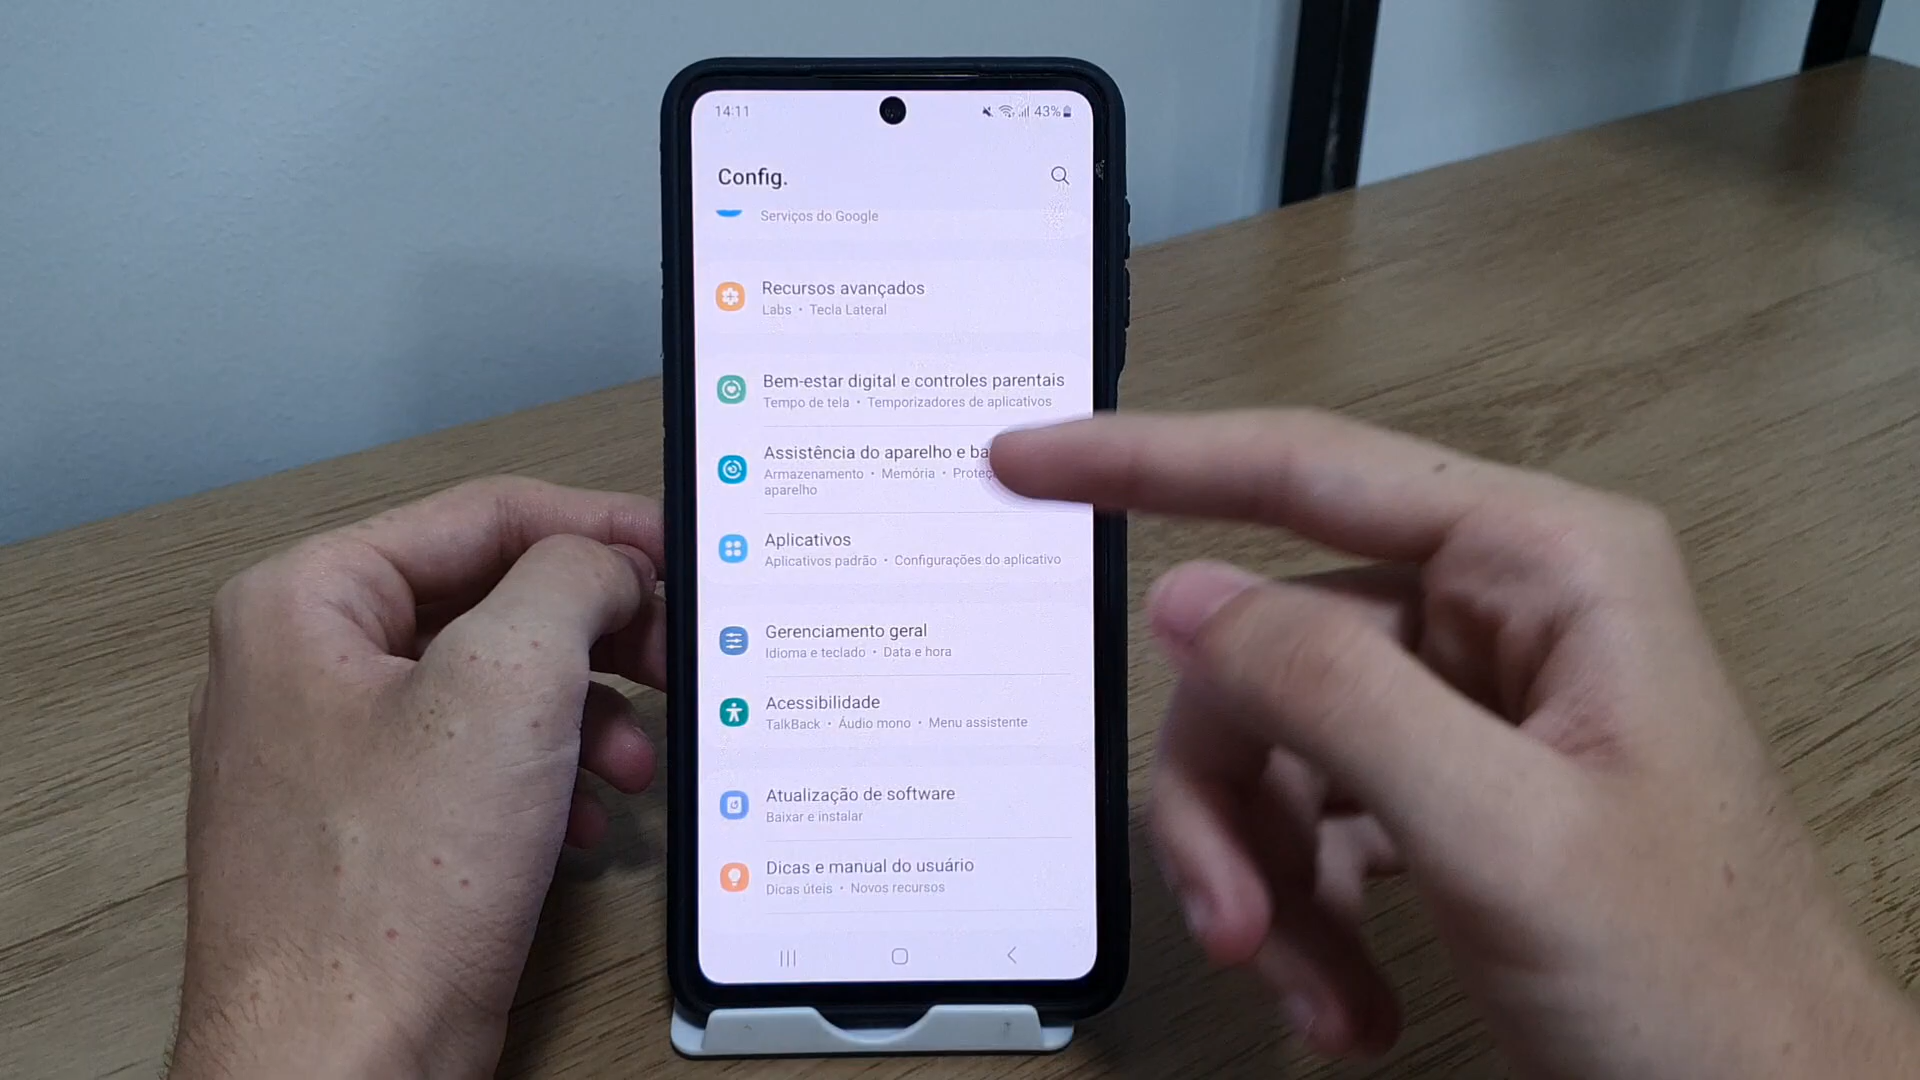 14:11
43%
Config.
Serviços do Google
Recursos avançados
Labs • Tecla Lateral
Bem-estar digital e controles parentais
Tempo de tela • Temporizadores de aplicativos
Assistência do aparelho e
Armazenamento • Memória •
aparelho
Aplicativos
Aplicativos padrão • Configurações do aplicativo
Gerenciamento geral
Idioma e teclado • Data e hora
Acessibilidade
TalkBack • Áudio mono • Menu assistente
Atualização de software
Baixar e instalar
Dicas e manual do usuário
Dicas úteis • Novos recursos